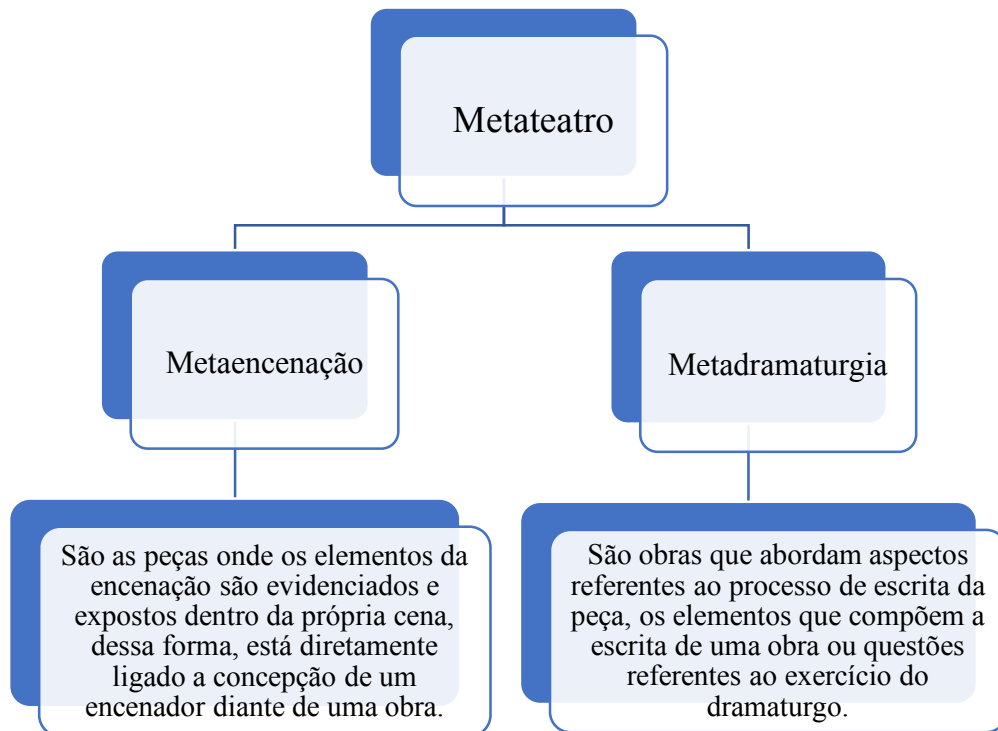 Metateatro
Metaencenação
Metadramaturgia
São as peças onde os elementos da
encenação são evidenciados e
expostos dentro da própria cena,
dessa forma, está diretamente
ligado a concepção de um
encenador diante de uma obra.
São obras que abordam aspectos
referentes ao processo de escrita da
peça, os elementos que compõem a
escrita de uma obra ou questões
referentes ao exercício do
dramaturgo.